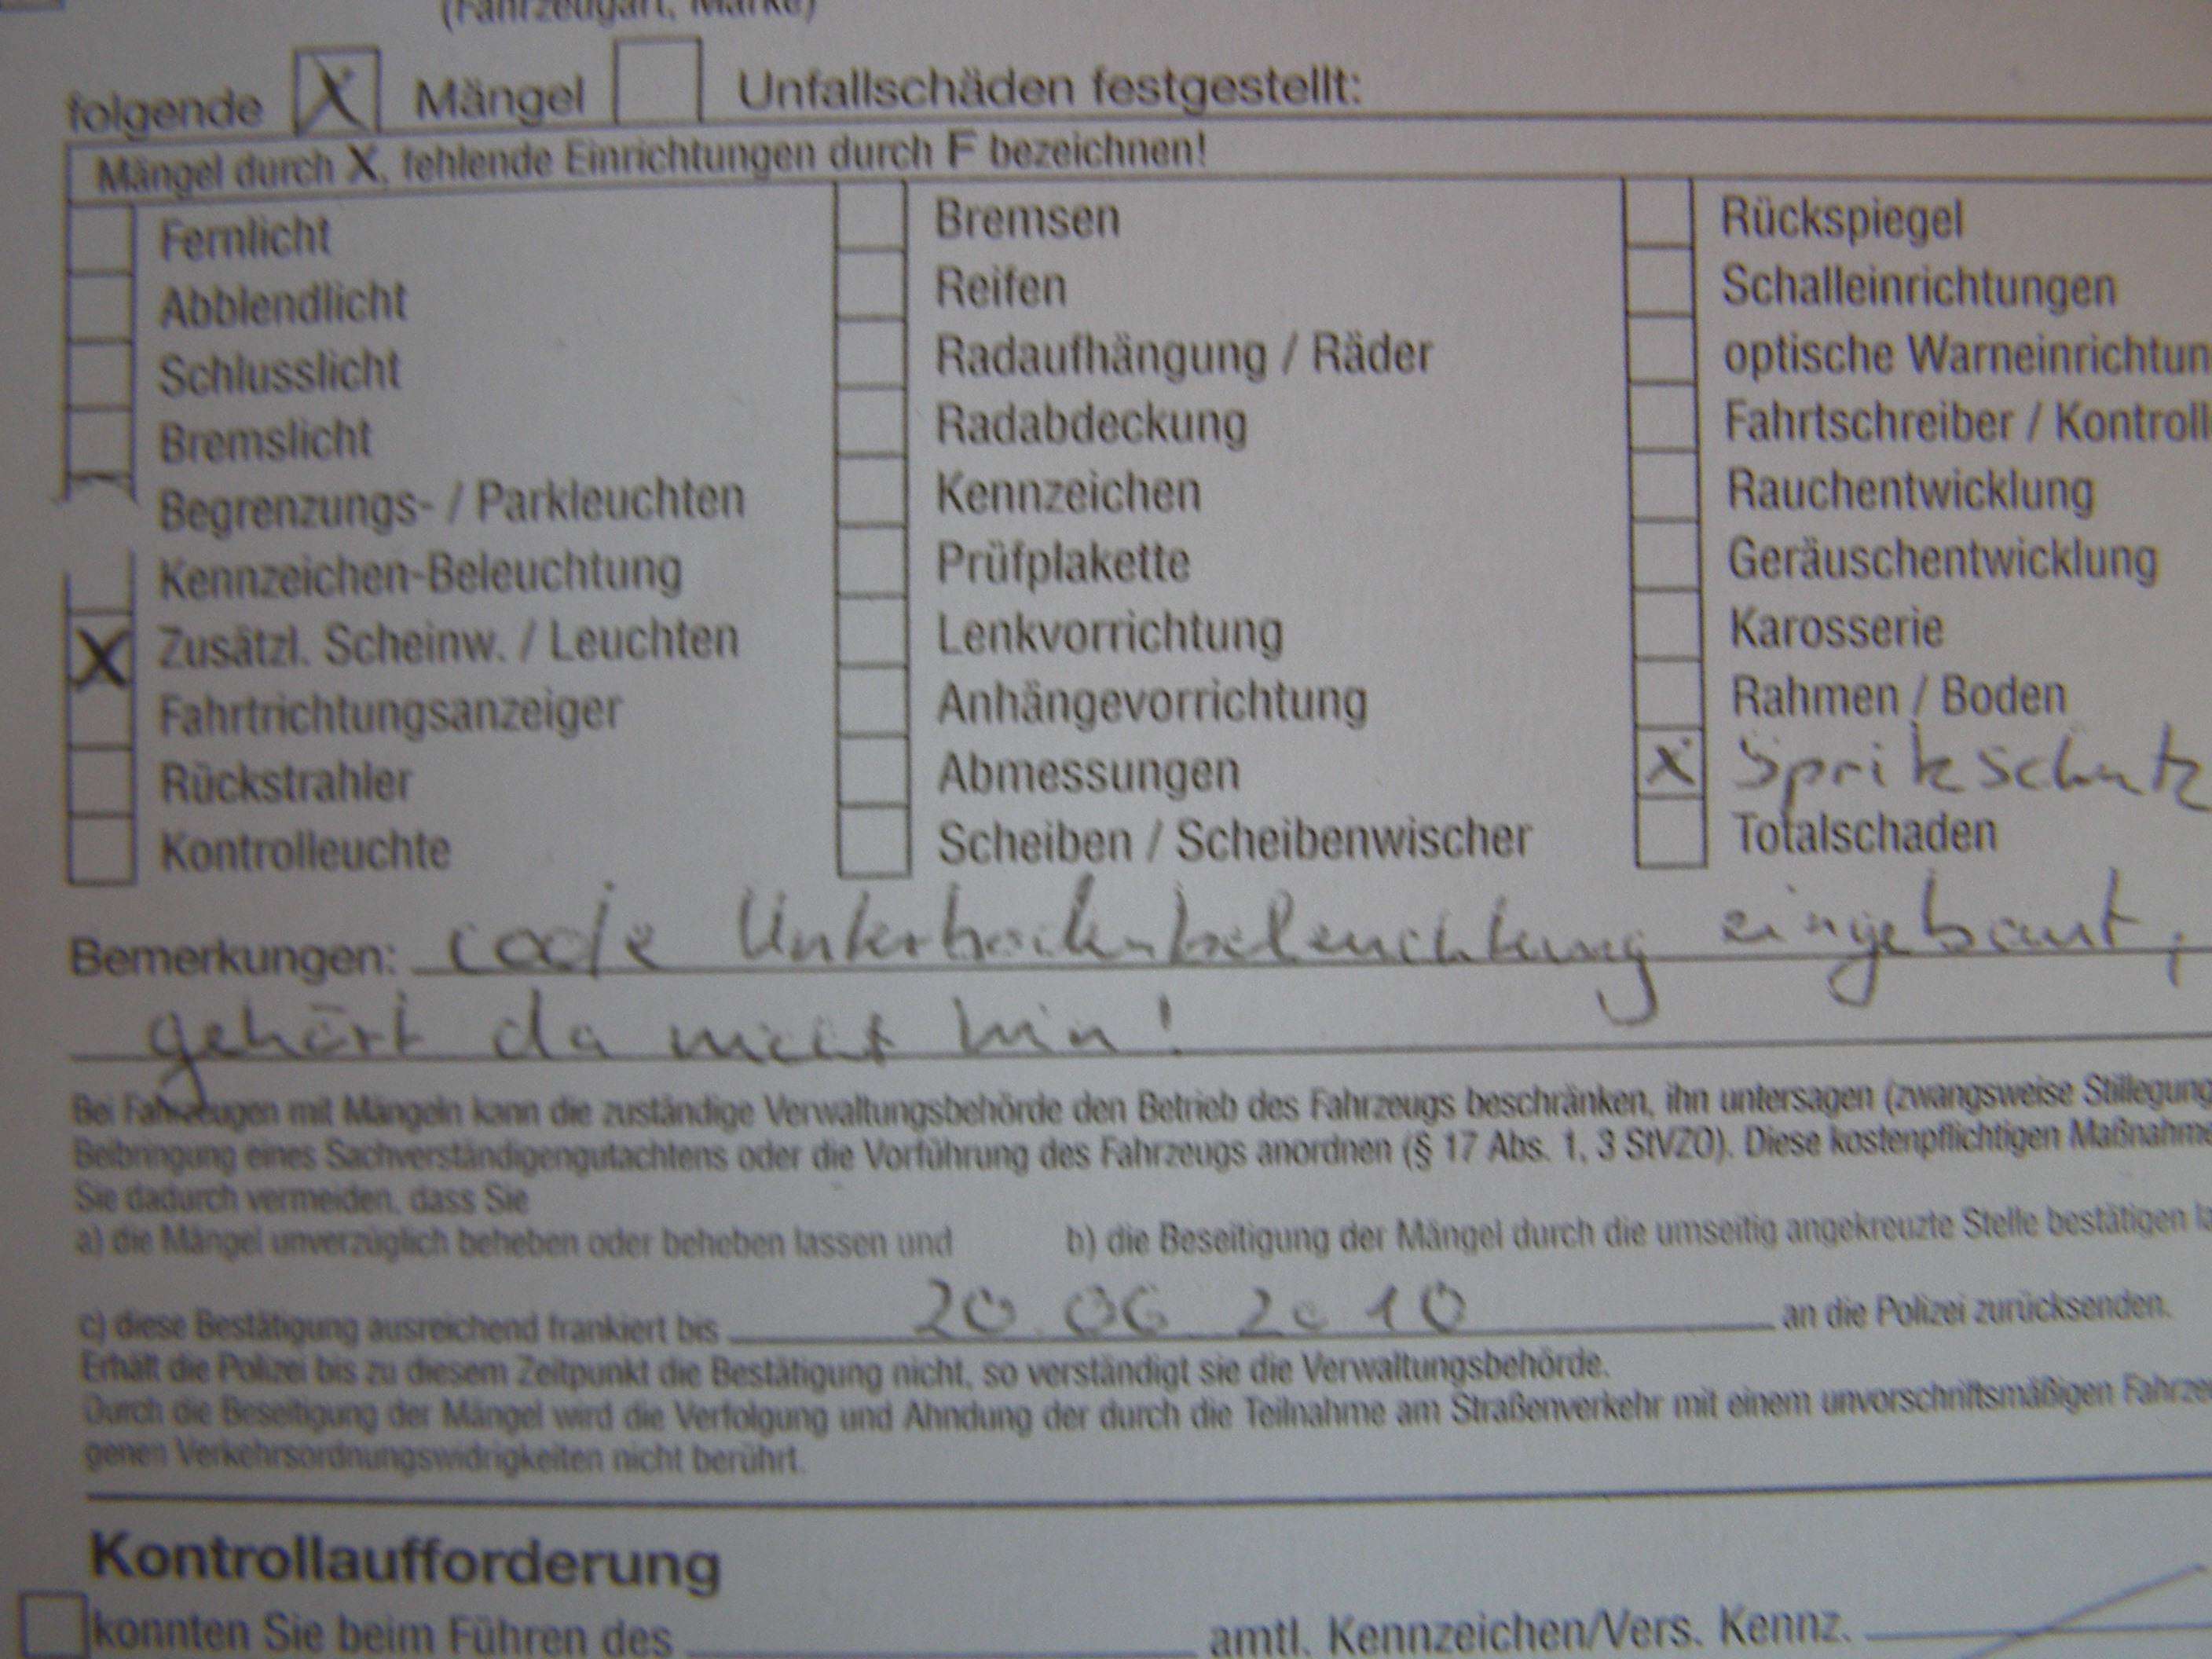 (Fahrzeugart, Marke)
folgende X Mängel Unfallschäden festgestellt:
Mängel durch X, fehlende Einrichtungen durch F bezeichnen!
Fernlicht
Abblendlicht
Schlusslicht
Bremslicht
Begrenzungs- / Parkleuchten
Kennzeichen-Beleuchtung
X Zusätzl. Scheinw. / Leuchten
Fahrtrichtungsanzeiger
Rückstrahler
Kontrolleuchte
Bremsen
Reifen
Radaufhängung / Räder
Radabdeckung
Kennzeichen
Prüfplakette
Lenkvorrichtung
Anhängevorrichtung
Abmessungen
Scheiben / Scheibenwischer
Rückspiegel
Schalleinrichtungen
optische Warneinrichtun
Fahrtschreiber / Kontroll
Rauchentwicklung
Geräuschentwicklung
Karosserie
Rahmen / Boden
X Spritzschutz
Totalschaden
Bemerkungen: coole Unterbodenbeleuchtung eingebaut,
gehört da nicht hin!
Bei Fahrzeugen mit Mängeln kann die zuständige Verwaltungsbehörde den Betrieb des Fahrzeugs beschränken, ihn untersagen (zwangsweise Stillegung
Beibringung eines Sachverständigengutachtens oder die Vorführung des Fahrzeugs anordnen (§ 17 Abs. 1, 3 StVZO). Diese kostenpflichtigen Maßnahme
Sie dadurch vermeiden, dass Sie
a) die Mängel unverzüglich beheben oder beheben lassen und b) die Beseitigung der Mängel durch die umseitig angekreuzte Stelle bestätigen la
c) diese Bestätigung ausreichend frankiert bis 20.06.2010 an die Polizei zurücksenden.
Erhält die Polizei bis zu diesem Zeitpunkt die Bestätigung nicht, so verständigt sie die Verwaltungsbehörde.
Durch die Beseitigung der Mängel wird die Verfolgung und Ahndung der durch die Teilnahme am Straßenverkehr mit einem unvorschriftsmäßigen Fahrze
genen Verkehrsordnungswidrigkeiten nicht berührt.
Kontrollaufforderung
konnten Sie beim Führen des amtl. Kennzeichen/Vers. Kennz.